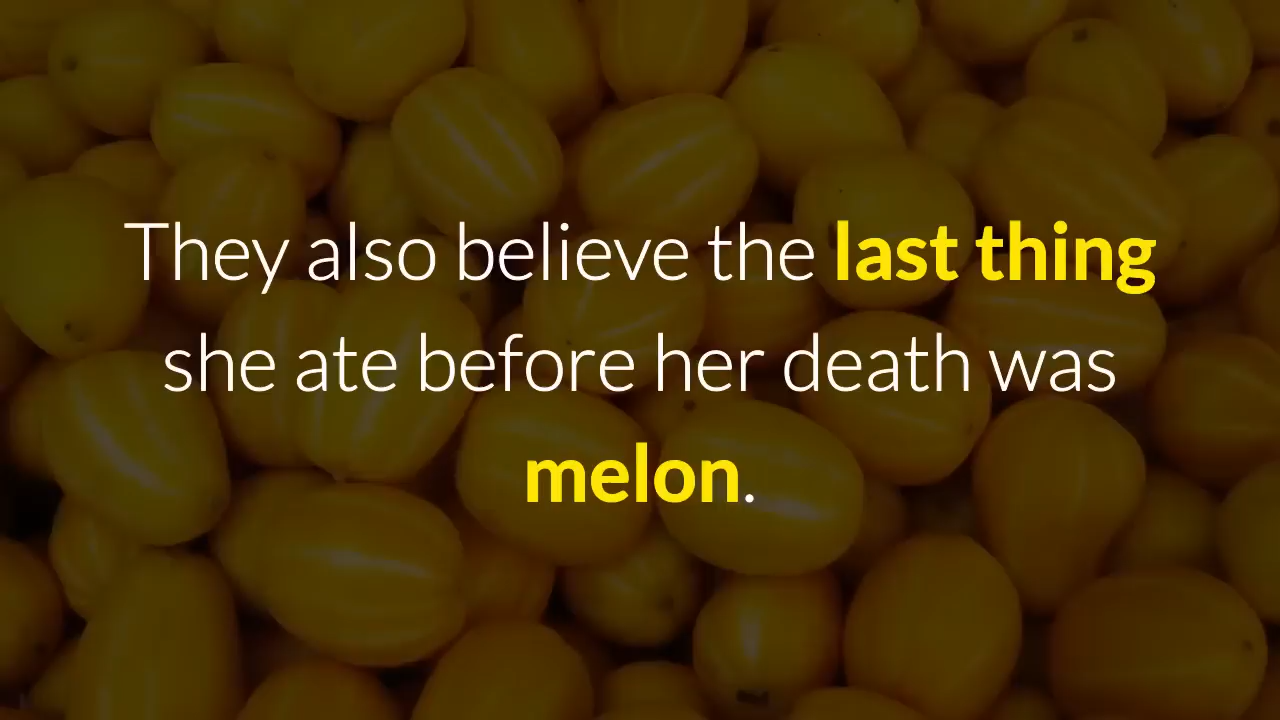 They also believe the last thing
she ate before her death was
melon.